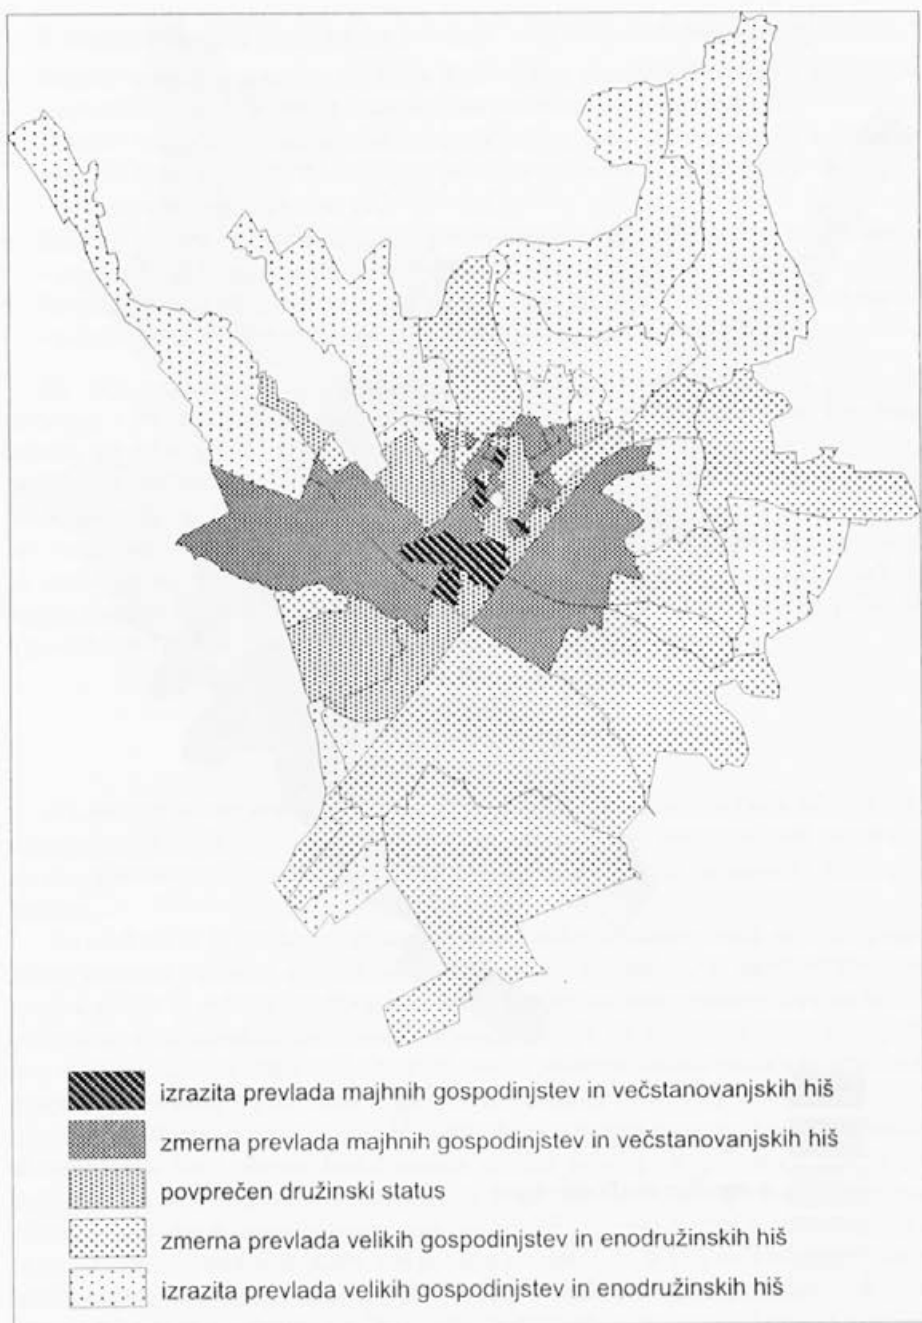 izrazita prevlada majhnih gospodinjstev in večstanovanjskih hiš
zmerna prevlada majhnih gospodinjstev in večstanovanjskih hiš
povprečen družinski status
zmerna prevlada velikih gospodinjstev in enodružinskih hiš
izrazita prevlada velikih gospodinjstev in enodružinskih hiš